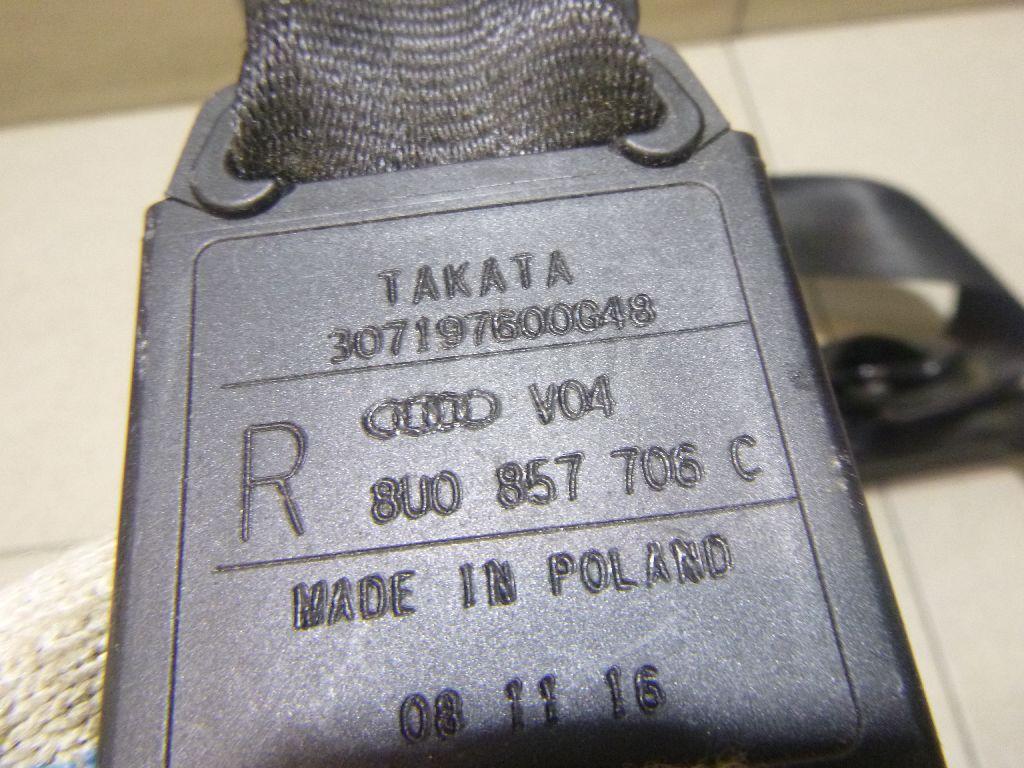 TAKATA
307197600G48
V04
R
8U0 857 706 C
MADE IN POLAND
08 11 16